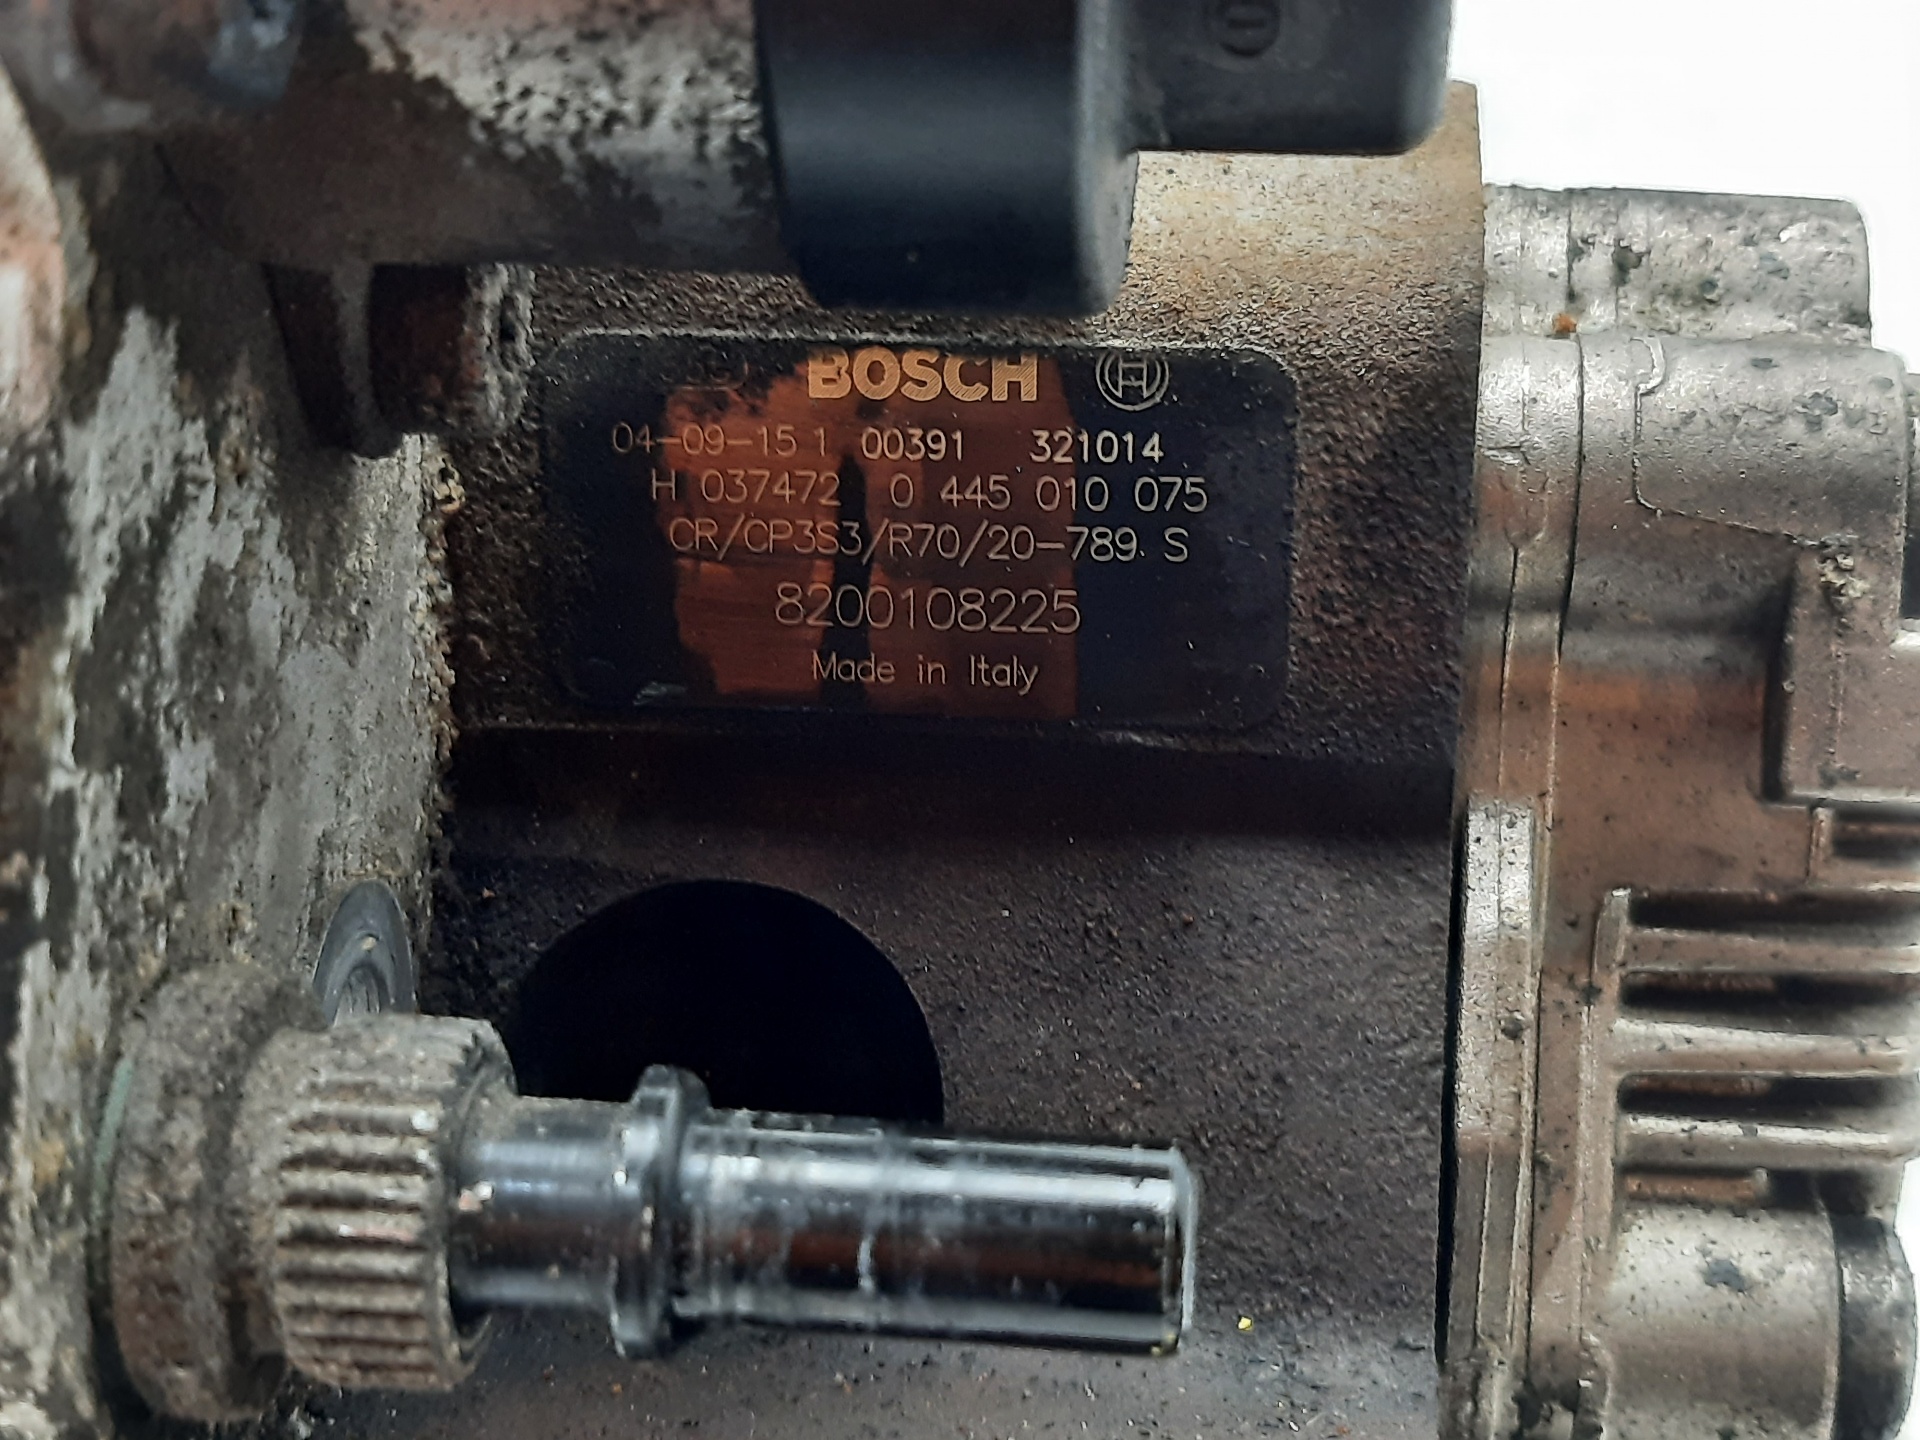 BOSCH
04-09-15 1 00391 321014
H 037472 0 445 010 075
CR/CP3S3/R70/20-789 S
8200108225
Made in Italy